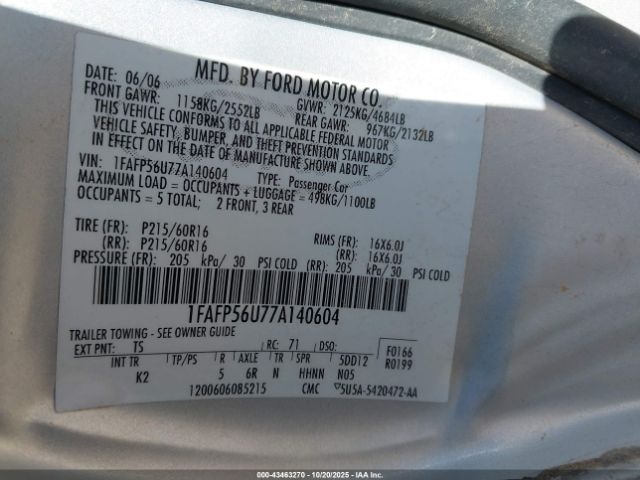 DATE: 06/06 MFD. BY FORD MOTOR CO.
FRONT GAWR: 1158KG/2552LB GVWR: 2125KG/4684LB
REAR GAWR: 967KG/2132LB
THIS VEHICLE CONFORMS TO ALL APPLICABLE FEDERAL MOTOR
VEHICLE SAFETY, BUMPER, AND THEFT PREVENTION STANDARDS
IN EFFECT ON THE DATE OF MANUFACTURE SHOWN ABOVE.
VIN: 1FAFP56U77A140604 TYPE: Passenger Car
MAXIMUM LOAD = OCCUPANTS + LUGGAGE = 498KG/1100LB
OCCUPANTS = 5 TOTAL; 2 FRONT, 3 REAR
TIRE (FR): P215/60R16 RIMS (FR): 16X6.0J
(RR): P215/60R16 (RR): 16X6.0J
PRESSURE (FR): 205 kPa/ 30 PSI COLD (RR): 205 kPa/ 30 PSI COLD
1FAFP56U77A140604
TRAILER TOWING - SEE OWNER GUIDE
EXT PNT: TS RC: 71 DSO: F0166
INT TR TP/PS R AXLE TR SPR 5DD12 R0199
K2 5 6R N HHNN N05
1200606085215 CMC 5U5A-5420472-AA
000-43463270 - 10/20/2025 - IAAI.COM